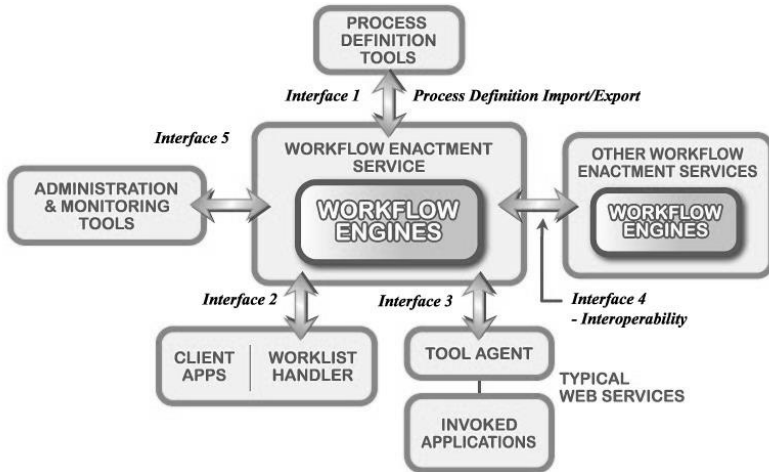 PROCESS
DEFINITION
TOOLS
Interface 1
Process Definition Import/Export
Interface 5
WORKFLOW ENACTMENT
SERVICE
WORKFLOW
ENGINES
OTHER WORKFLOW
ENACTMENT SERVICES
WORKFLOW
ENGINES
ADMINISTRATION
& MONITORING
TOOLS
Interface 2
Interface 3
Interface 4
- Interoperability
CLIENT
APPS
WORKLIST
HANDLER
TOOL AGENT
TYPICAL
WEB SERVICES
INVOKED
APPLICATIONS